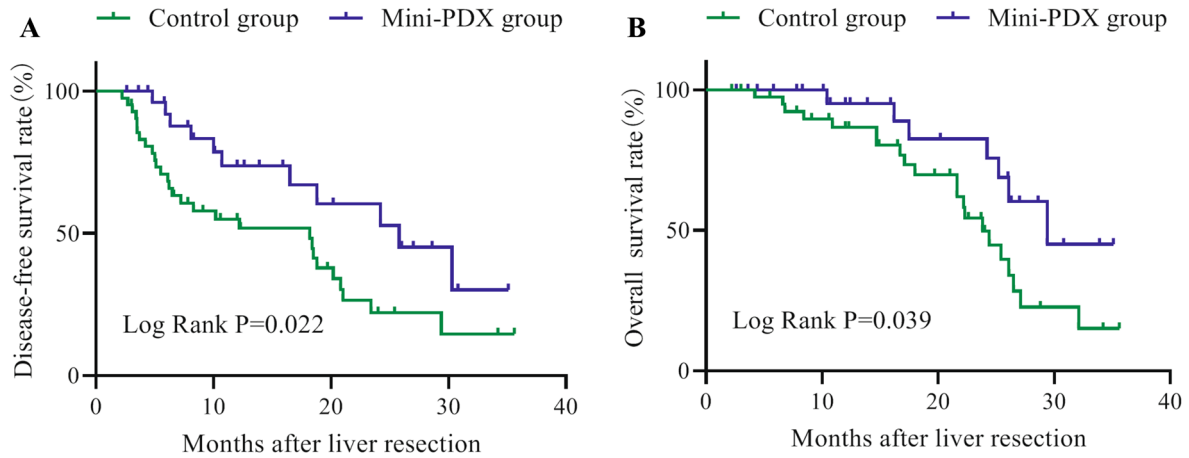 A
Control group
Mini-PDX group
Disease-free survival rate (%)
100
50
0
Log Rank P=0.022
0 10 20 30 40
Months after liver resection
B
Control group
Mini-PDX group
Overall survival rate (%)
100
50
0
Log Rank P=0.039
0 10 20 30 40
Months after liver resection